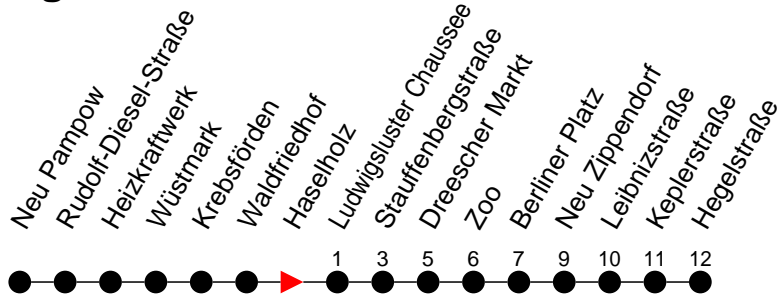 Neu Pampow
Rudolf-Diesel-Straße
Heizkraftwerk
Wüstmark
Krebsförden
Waldfriedhof
Haselholz
Ludwigsluster Chaussee
Stauffenbergstraße
Dreescher Markt
Zoo
Berliner Platz
Neu Zippendorf
Leibnizstraße
Keplerstraße
Hegelstraße
1 3 5 6 7 9 10 11 12